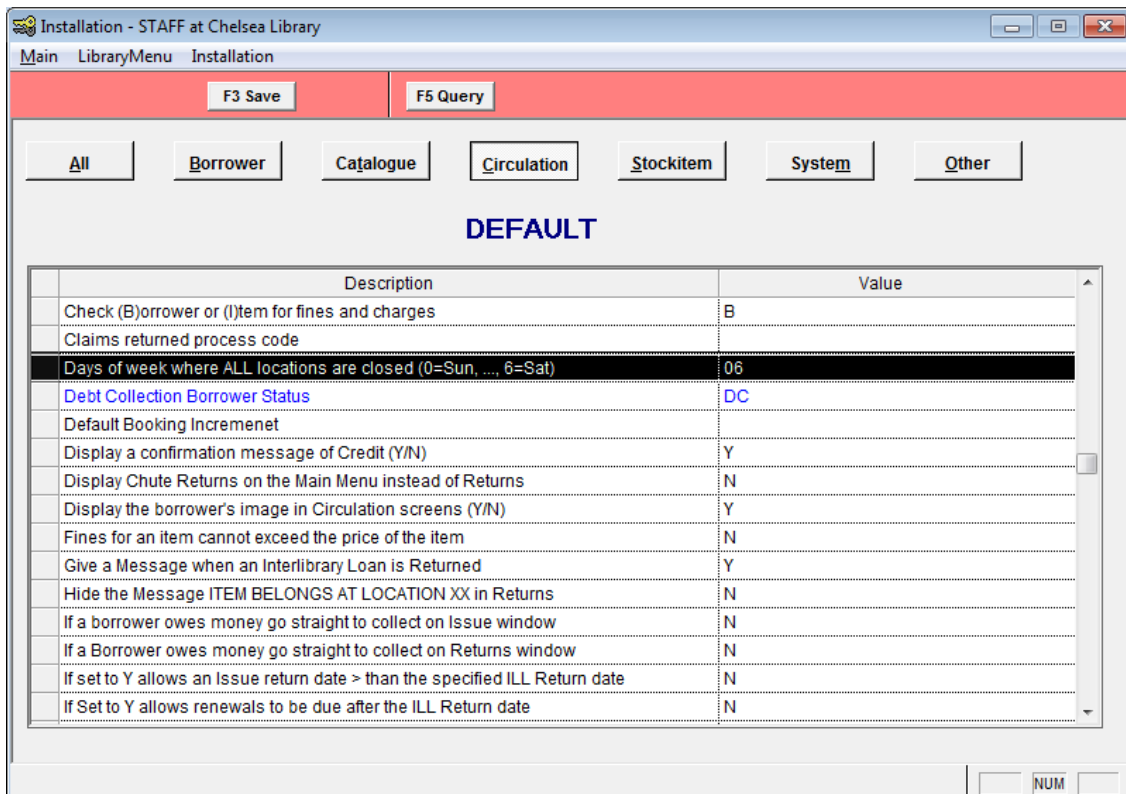 Installation - STAFF at Chelsea Library
Main LibraryMenu Installation
F3 Save F5 Query
All Borrower Catalogue Circulation Stockitem System Other
DEFAULT
Description Value
Check (B)orrower or (I)tem for fines and charges B
Claims returned process code
Days of week where ALL locations are closed (0=Sun, ..., 6=Sat) 06
Debt Collection Borrower Status DC
Default Booking Incremenet
Display a confirmation message of Credit (Y/N) Y
Display Chute Returns on the Main Menu instead of Returns N
Display the borrower's image in Circulation screens (Y/N) Y
Fines for an item cannot exceed the price of the item N
Give a Message when an Interlibrary Loan is Returned Y
Hide the Message ITEM BELONGS AT LOCATION XX in Returns N
If a borrower owes money go straight to collect on Issue window N
If a Borrower owes money go straight to collect on Returns window N
If set to Y allows an Issue return date > than the specified ILL Return date N
If Set to Y allows renewals to be due after the ILL Return date N
NUM